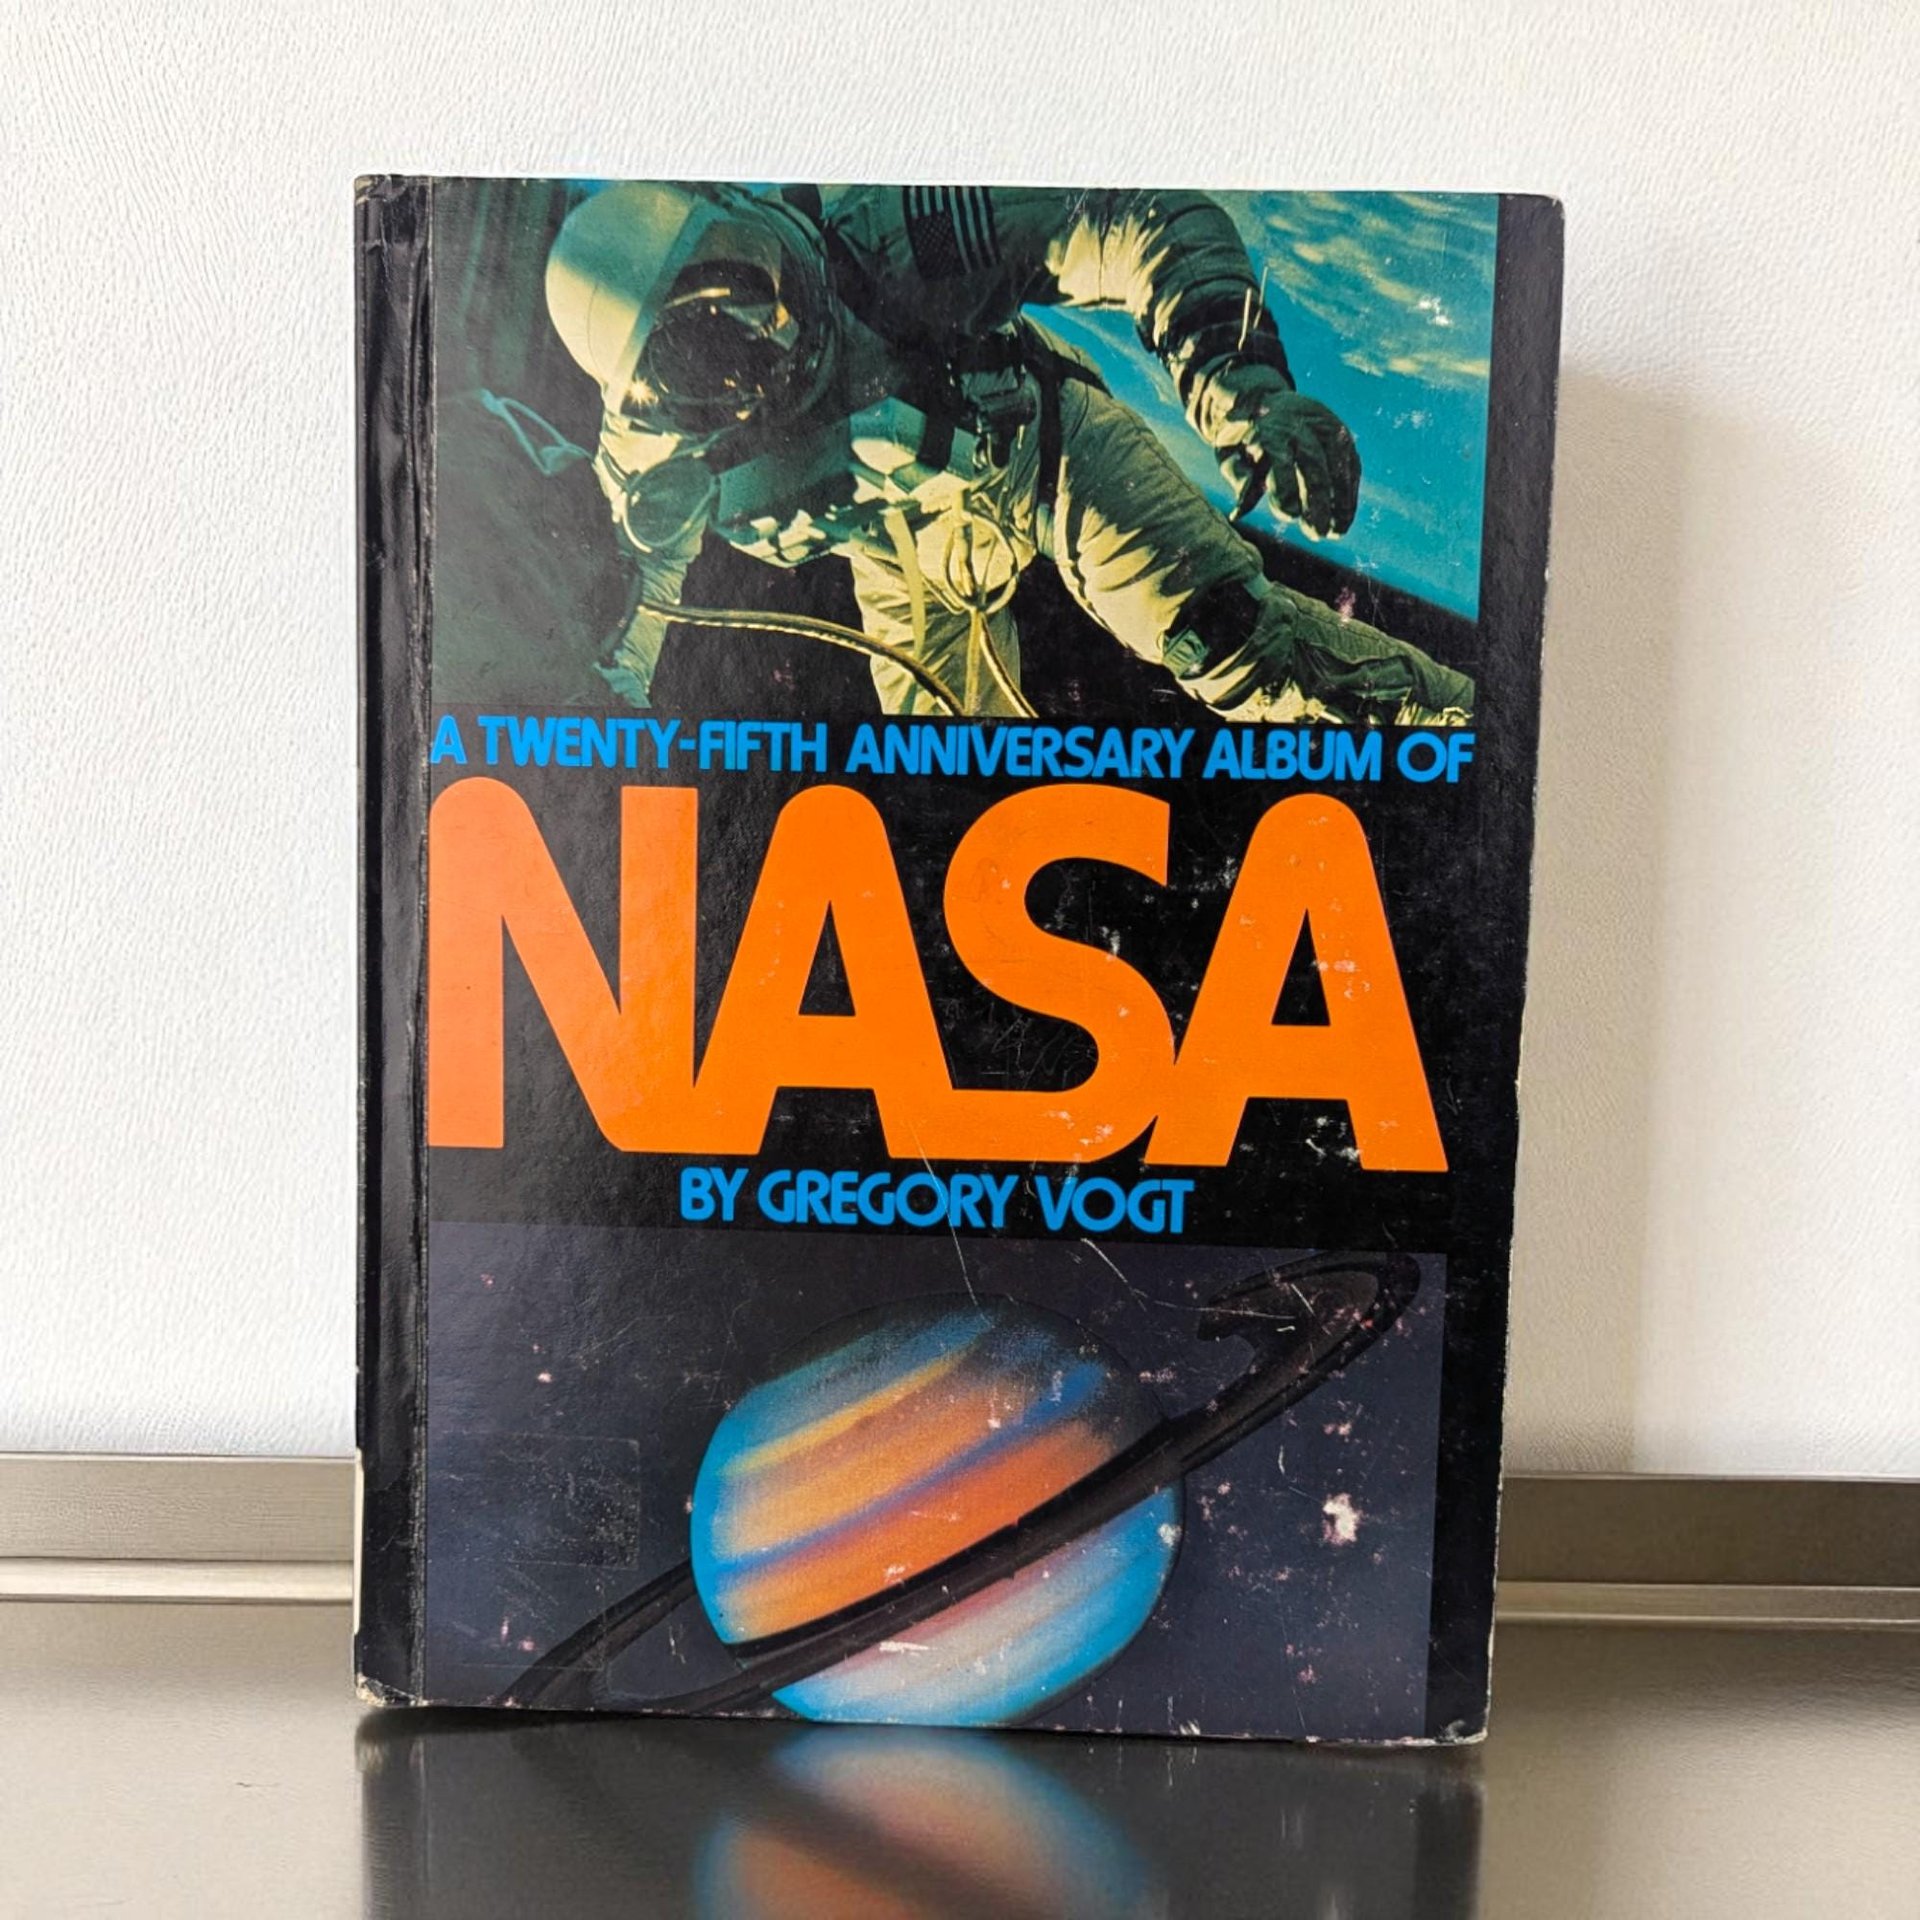 A TWENTY-FIFTH ANNIVERSARY ALBUM OF
NASA
BY GREGORY VOGT